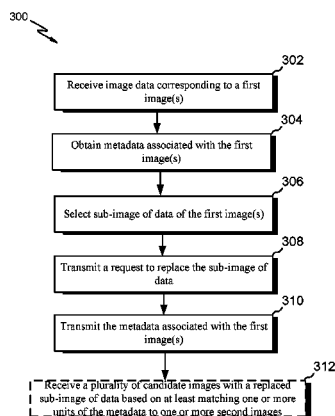 300
302
Receive image data corresponding to a first
image(s)
304
Obtain metadata associated with the first
image(s)
306
Select sub-image of data of the first image(s)
308
Transmit a request to replace the sub-image of
data
310
Transmit the metadata associated with the
first image(s)
312
Receive a plurality of candidate images with a replaced
sub-image of data based on at least matching one or more
units of the metadata to one or more second images